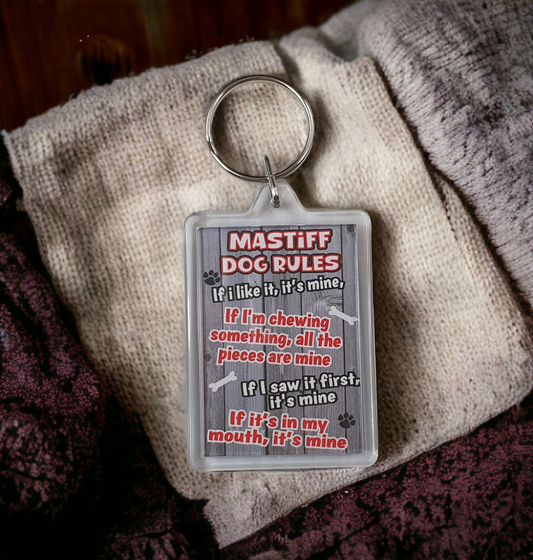 MASTiFF
DOG RULES
If i like it, it's mine,
If I'm chewing
something, all the
pieces are mine
If I saw it first,
it's mine
If it's in my
mouth, it's mine